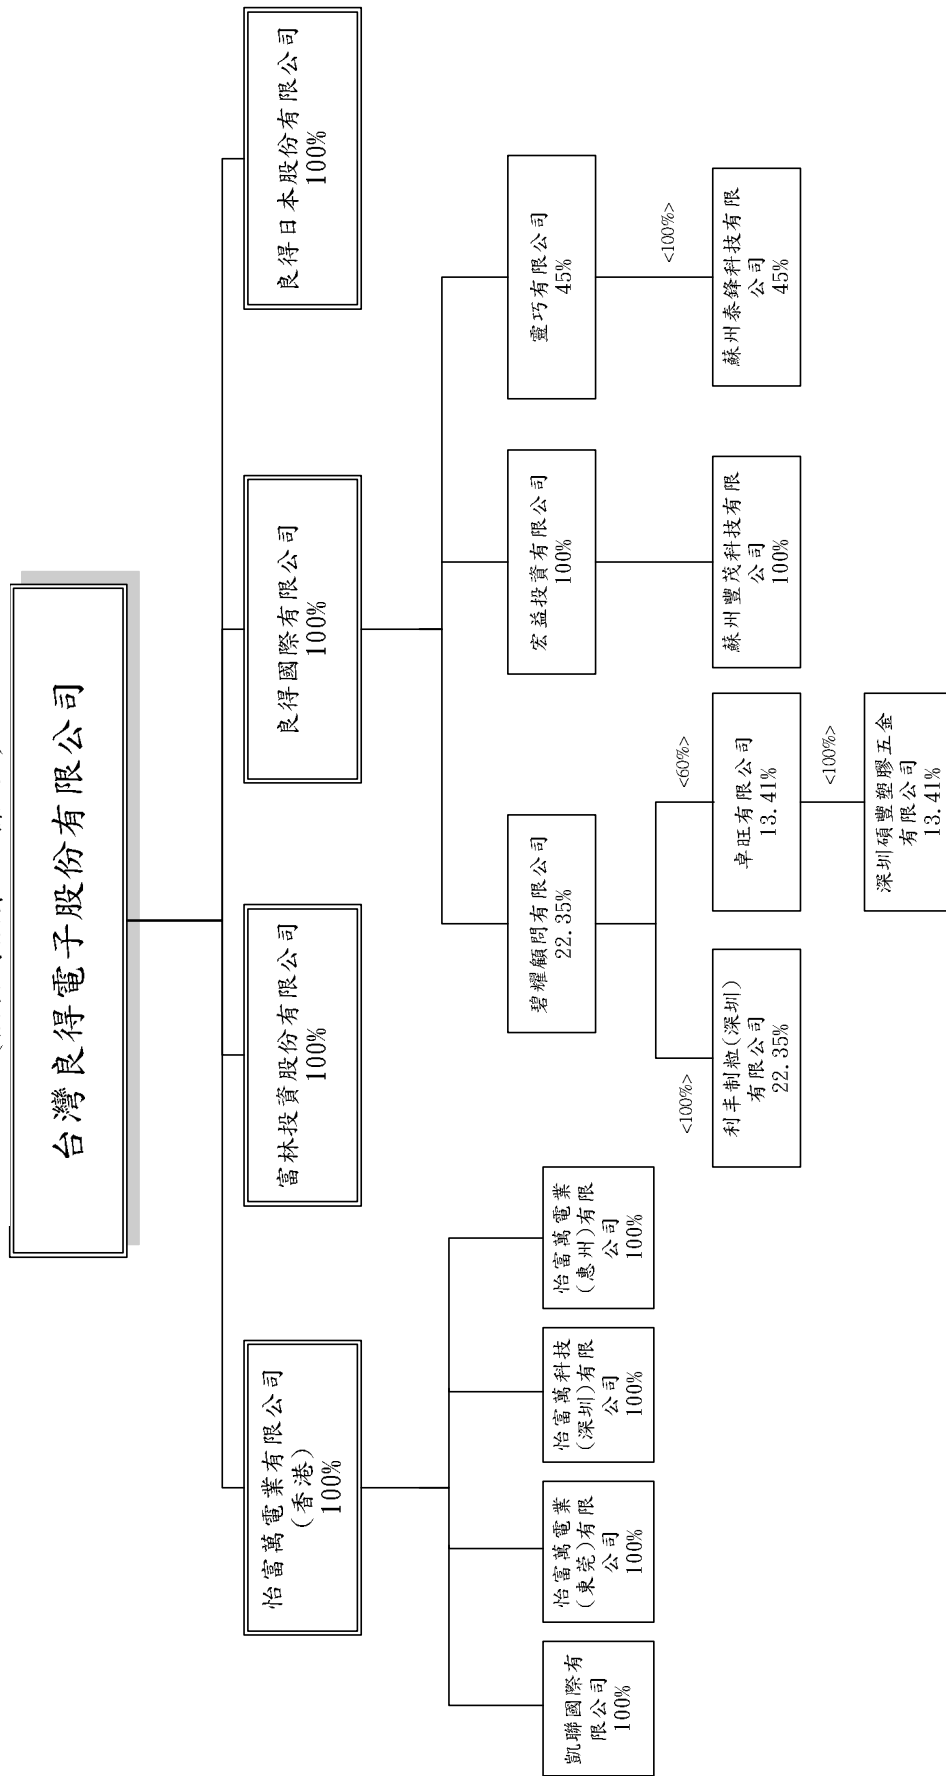 台灣良得電子股份有限公司
怡富萬電業有限公司
(香港)
100%
富林投資股份有限公司
100%
良得國際有限公司
100%
良得日本股份有限公司
100%
凱聯國際有
限公司
100%
怡富萬電業
(東莞)有限
公司
100%
怡富萬科技
(深圳)有限
公司
100%
怡富萬電業
(惠州)有限
公司
100%
碧耀顧問有限公司
22.35%
宏益投資有限公司
100%
靈巧有限公司
45%
<100%>
<60%>
<100%>
利丰制粒(深圳)
有限公司
22.35%
卓旺有限公司
13.41%
蘇州豐茂科技有限
公司
100%
蘇州泰鋒科技有限
公司
45%
<100%>
深圳碩豐塑膠五金
有限公司
13.41%